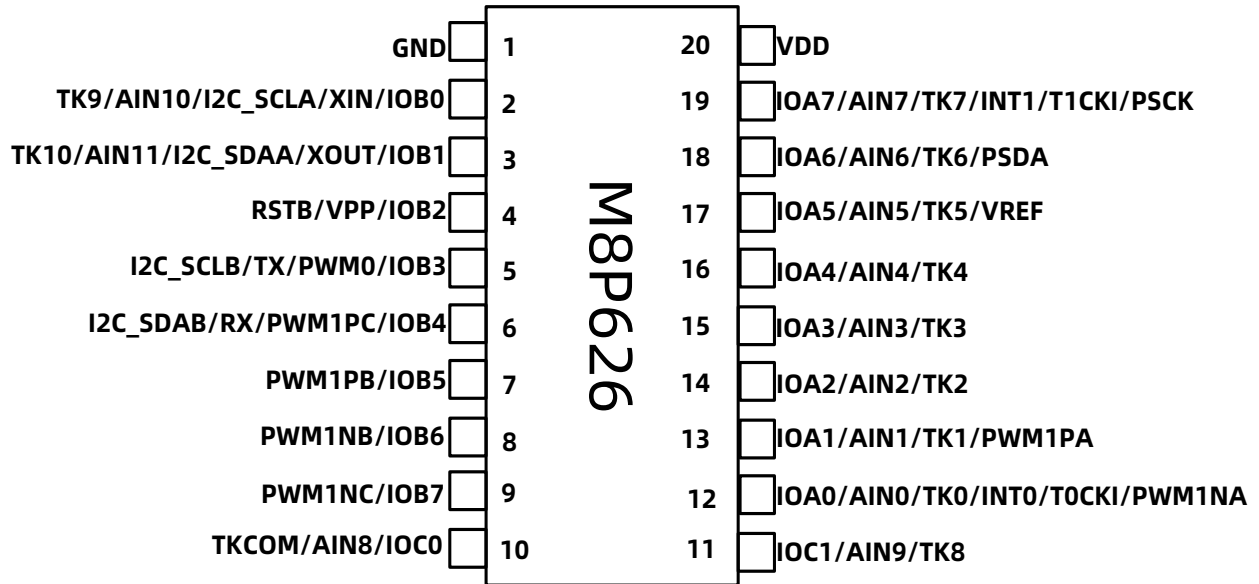 GND 1 20 VDD
TK9/AIN10/I2C_SCLA/XIN/IOB0 2 19 IOA7/AIN7/TK7/INT1/T1CKI/PSCK
TK10/AIN11/I2C_SDAA/XOUT/IOB1 3 18 IOA6/AIN6/TK6/PSDA
RSTB/VPP/IOB2 4 17 IOA5/AIN5/TK5/VREF
I2C_SCLB/TX/PWM0/IOB3 5 16 IOA4/AIN4/TK4
I2C_SDAB/RX/PWM1PC/IOB4 6 15 IOA3/AIN3/TK3
PWM1PB/IOB5 7 14 IOA2/AIN2/TK2
PWM1NB/IOB6 8 13 IOA1/AIN1/TK1/PWM1PA
PWM1NC/IOB7 9 12 IOA0/AIN0/TK0/INT0/T0CKI/PWM1NA
TKCOM/AIN8/IOC0 10 11 IOC1/AIN9/TK8
M8P626